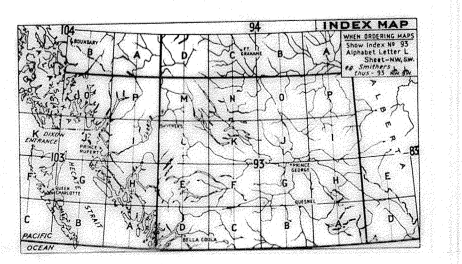 104
94
INDEX MAP
WHEN ORDERING MAPS
Show Index No 93
Alphabet Letter L
Sheet-NW, SW.
eg. Smithers
thus - 93
BOUNDARY
FT. GRAHAME
B A D C B A
P M N O P
ALBERTA
K DIXON ENTRANCE
J
PRINCE RUPERT
SMITHERS
L K J I
103
93
83
PRINCE GEORGE
F G H E F G H E
QUEEN CHARLOTTE
HECATE STRAIT
QUESNEL
C B A D C B A D
PACIFIC OCEAN
BELLA COOLA